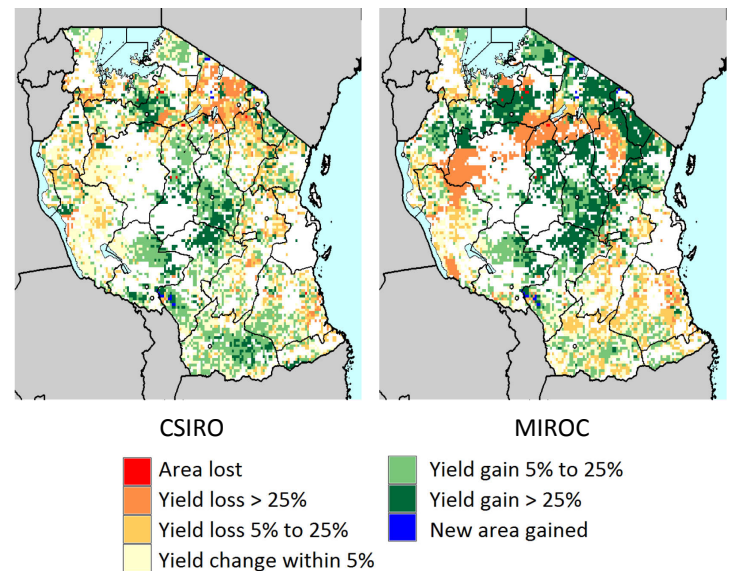 CSIRO
MIROC
Area lost
Yield loss > 25%
Yield loss 5% to 25%
Yield change within 5%
Yield gain 5% to 25%
Yield gain > 25%
New area gained